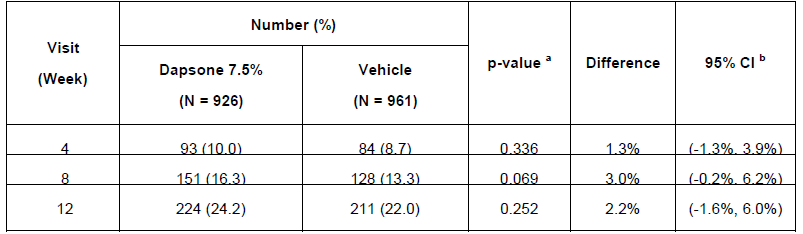 Visit (Week) Number (%) p-value a Difference 95% CI b
Dapsone 7.5% (N = 926) Vehicle (N = 961)
4 93 (10.0) 84 (8.7) 0.336 1.3% (-1.3%, 3.9%)
8 151 (16.3) 128 (13.3) 0.069 3.0% (-0.2%, 6.2%)
12 224 (24.2) 211 (22.0) 0.252 2.2% (-1.6%, 6.0%)